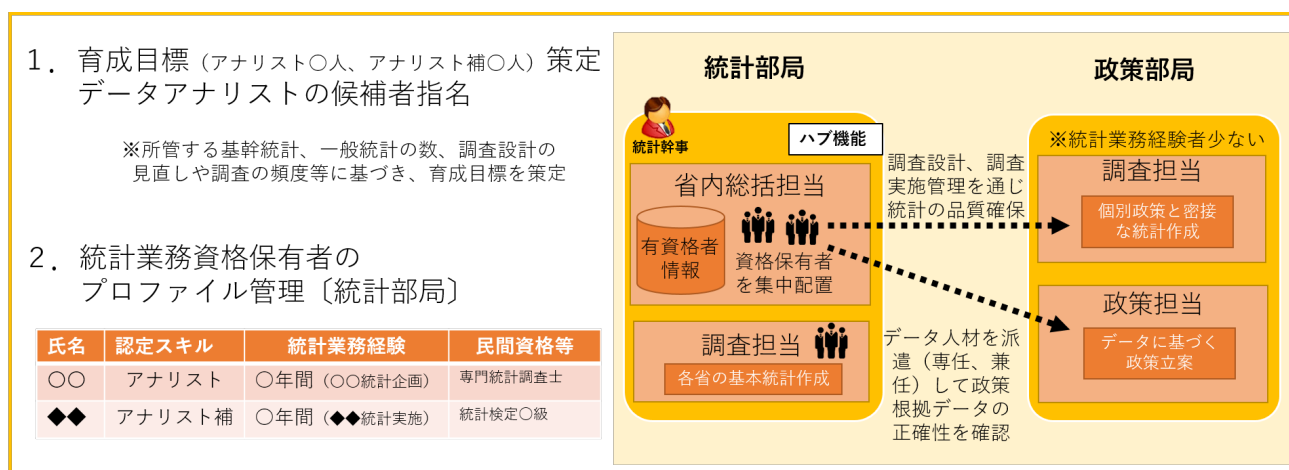 1．育成目標（アナリスト○人、アナリスト補○人）策定
データアナリストの候補者指名
※所管する基幹統計、一般統計の数、調査設計の
見直しや調査の頻度等に基づき、育成目標を策定
2．統計業務資格保有者の
プロファイル管理〔統計部局〕
氏名 認定スキル 統計業務経験 民間資格等
○○ アナリスト ○年間（○○統計企画） 専門統計調査士
◆◆ アナリスト補 ○年間（◆◆統計実施） 統計検定○級
統計部局
統計幹事
ハブ機能
省内総括担当
有資格者
情報
資格保有者
を集中配置
調査担当
各省の基本統計作成
調査設計、調査
実施管理を通じ
統計の品質確保
データ人材を派
遣（専任、兼
任）して政策
根拠データの
正確性を確認
政策部局
※統計業務経験者少ない
調査担当
個別政策と密接
な統計作成
政策担当
データに基づく
政策立案